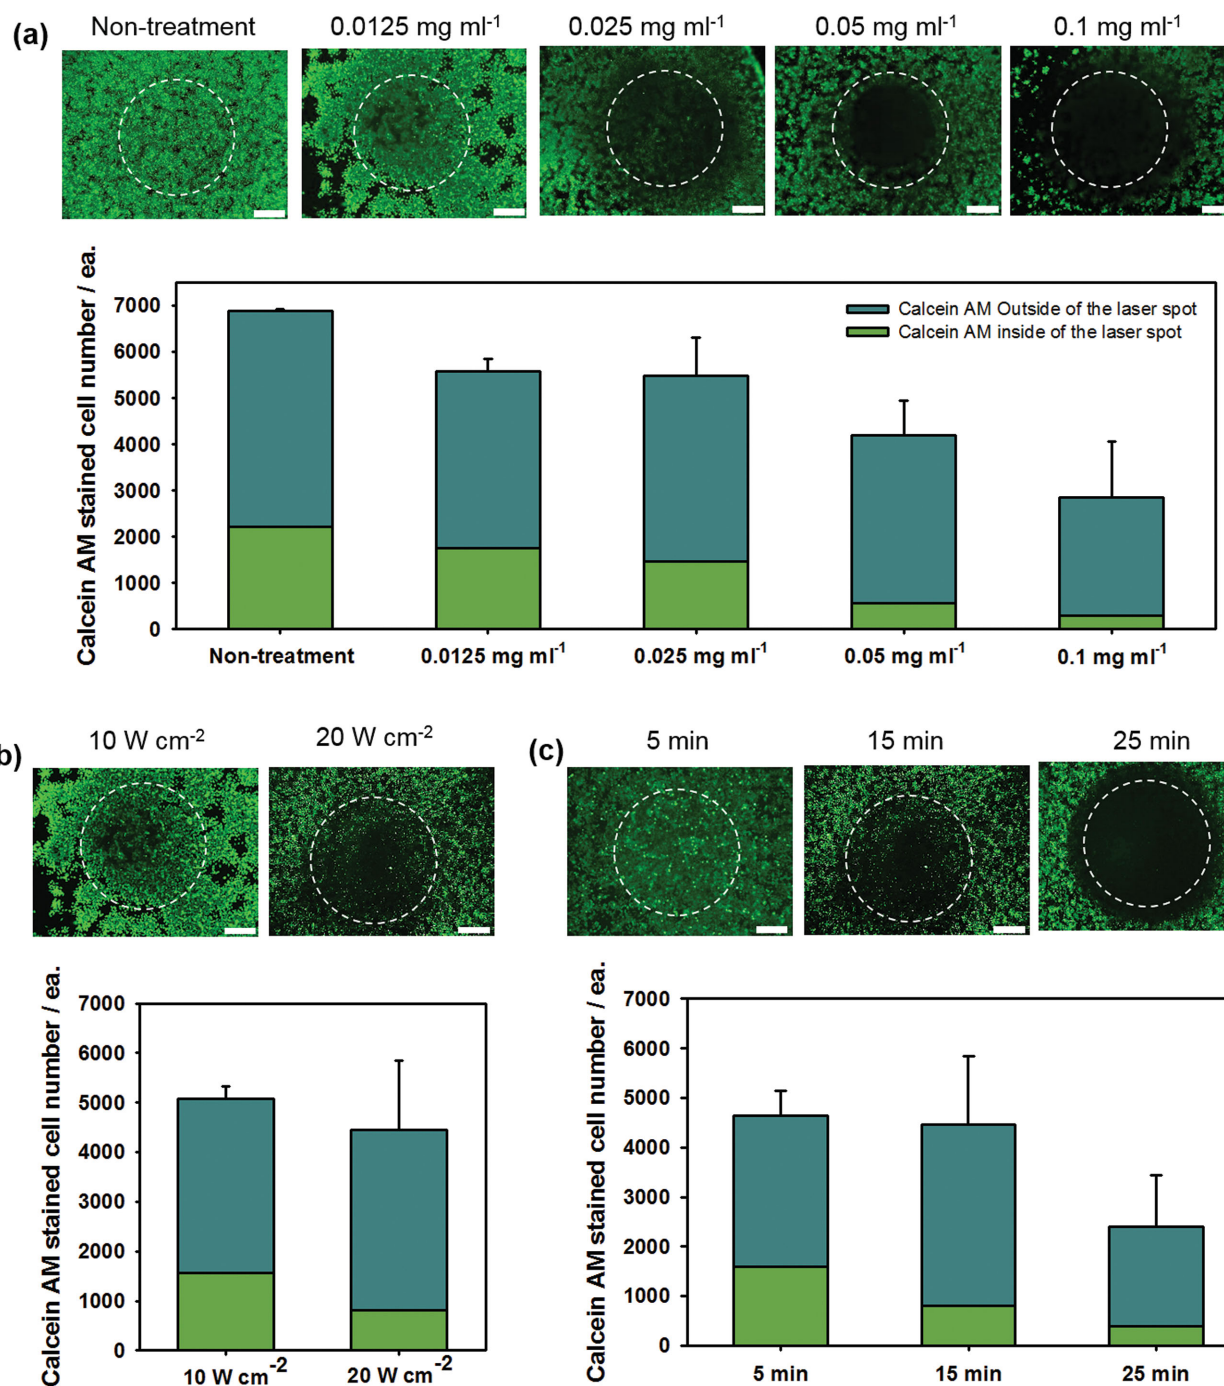 (a)
Non-treatment
0.0125 mg ml⁻¹
0.025 mg ml⁻¹
0.05 mg ml⁻¹
0.1 mg ml⁻¹
Calcein AM stained cell number / ea.
7000
6000
5000
4000
3000
2000
1000
0
Calcein AM Outside of the laser spot
Calcein AM inside of the laser spot
Non-treatment
0.0125 mg ml⁻¹
0.025 mg ml⁻¹
0.05 mg ml⁻¹
0.1 mg ml⁻¹
b)
10 W cm⁻²
20 W cm⁻²
Calcein AM stained cell number / ea.
7000
6000
5000
4000
3000
2000
1000
0
10 W cm⁻²
20 W cm⁻²
(c)
5 min
15 min
25 min
Calcein AM stained cell number / ea.
7000
6000
5000
4000
3000
2000
1000
0
5 min
15 min
25 min